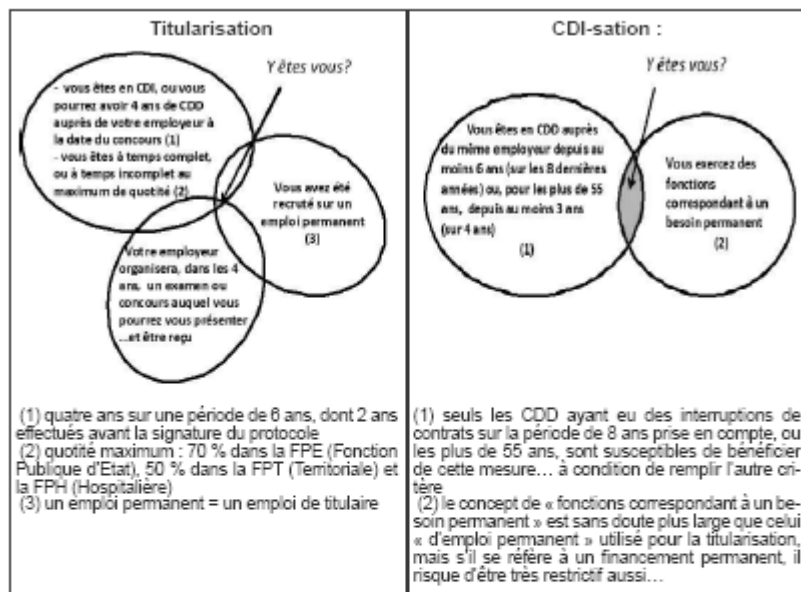 Titularisation
Y êtes vous?
- vous êtes en CDI, ou vous
pourrez avoir 4 ans de CDD
auprès de votre employeur à
la date du concours (1)
- vous êtes à temps complet,
ou à temps incomplet au
maximum de quotité (2)
Vous avez été
recruté sur un
emploi permanent
(3)
Votre employeur
organisera, dans les 4
ans, un examen ou
concours auquel vous
pourrez vous présenter
...et être reçu
(1) quatre ans sur une période de 6 ans, dont 2 ans
effectués avant la signature du protocole
(2) quotité maximum : 70 % dans la FPE (Fonction
Publique d'Etat), 50 % dans la FPT (Territoriale) et
la FPH (Hospitalière)
(3) un emploi permanent = un emploi de titulaire
CDI-sation :
Y êtes vous?
Vous êtes en CDD auprès
du même employeur depuis au
moins 6 ans (sur les 8 dernières
années) ou, pour les plus de 55
ans, depuis au moins 3 ans
(sur 4 ans)
(1)
Vous exercez des
fonctions
correspondant à un
besoin permanent
(2)
(1) seuls les CDD ayant eu des interruptions de
contrats sur la période de 8 ans prise en compte, ou
les plus de 55 ans, sont susceptibles de bénéficier
de cette mesure… à condition de remplir l'autre cri-
tère
(2) le concept de « fonctions correspondant à un be-
soin permanent » est sans doute plus large que celui
« d'emploi permanent » utilisé pour la titularisation,
mais s'il se réfère à un financement permanent, il
risque d'être très restrictif aussi…